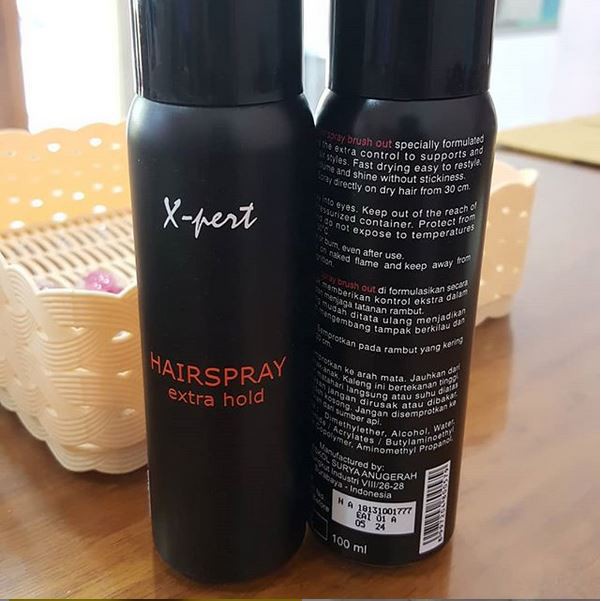 X-pert
HAIRSPRAY
extra hold
spray brush out specially formulated
the extra control to supports and
styles. Fast drying easy to restyle.
and shine without stickiness.
directly on dry hair from 30 cm.
into eyes. Keep out of the reach of
container. Protect from
do not expose to temperatures
burn, even after use.
on naked flame and keep away from
spray brush out di formulasikan secara
memberikan kontrol ekstra dalam
menjaga tatanan rambut.
mudah ditata ulang menjadikan
mengembang tampak berkilau dan
pada rambut yang kering
ke arah mata. Jauhkan dari
Kaleng ini bertekanan tinggi.
langsung atau suhu diatas
jangan dirusak atau dibakar.
Jangan disemprotkan ke
sumber api.
Dimethylether, Alcohol, Water,
Acrylates / Butylaminoethyl
Aminomethyl Propanol.
Manufactured by:
SURYA ANUGERAH
Industri VIII/26-28
- Indonesia
H A 18131001777
EAI 01 A
05 24
100 ml